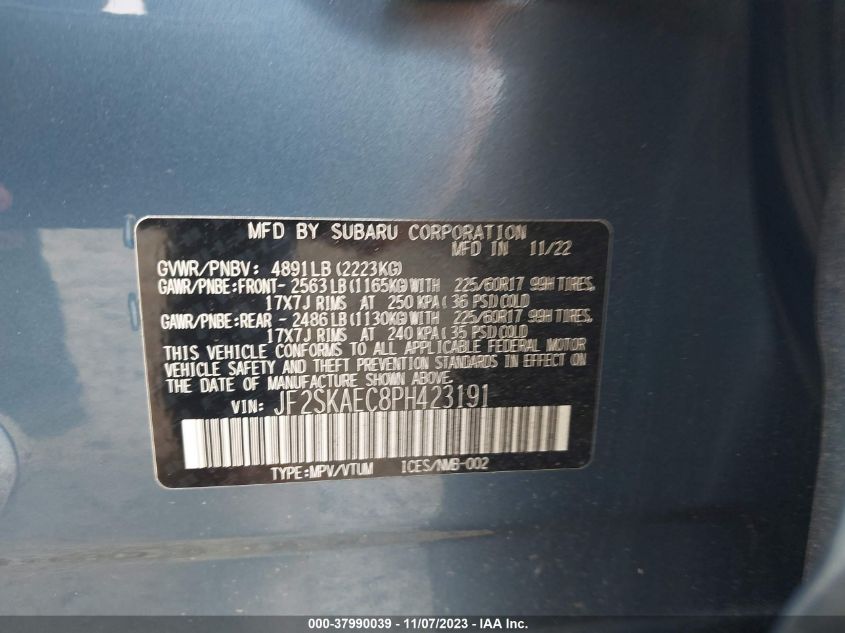 MFD BY SUBARU CORPORATION
MFD IN 11/22
GVWR/PNBV: 4891LB (2223KG)
GAWR/PNBE:FRONT- 2563LB (1165KG)WITH 225/60R17 99H TIRES,
17X7J RIMS AT 250 KPA (36 PSI)COLD
GAWR/PNBE:REAR - 2486LB (1130KG)WITH 225/60R17 99H TIRES,
17X7J RIMS AT 240 KPA (35 PSI)COLD
THIS VEHICLE CONFORMS TO ALL APPLICABLE FEDERAL MOTOR
VEHICLE SAFETY AND THEFT PREVENTION STANDARDS IN EFFECT ON
THE DATE OF MANUFACTURE SHOWN ABOVE.
VIN: JF2SKAEC8PH423191
TYPE:MPV/VTUM ICES/NMB-002
000-37990039 - 11/07/2023 - Copyright © 2023 IAA, Inc.